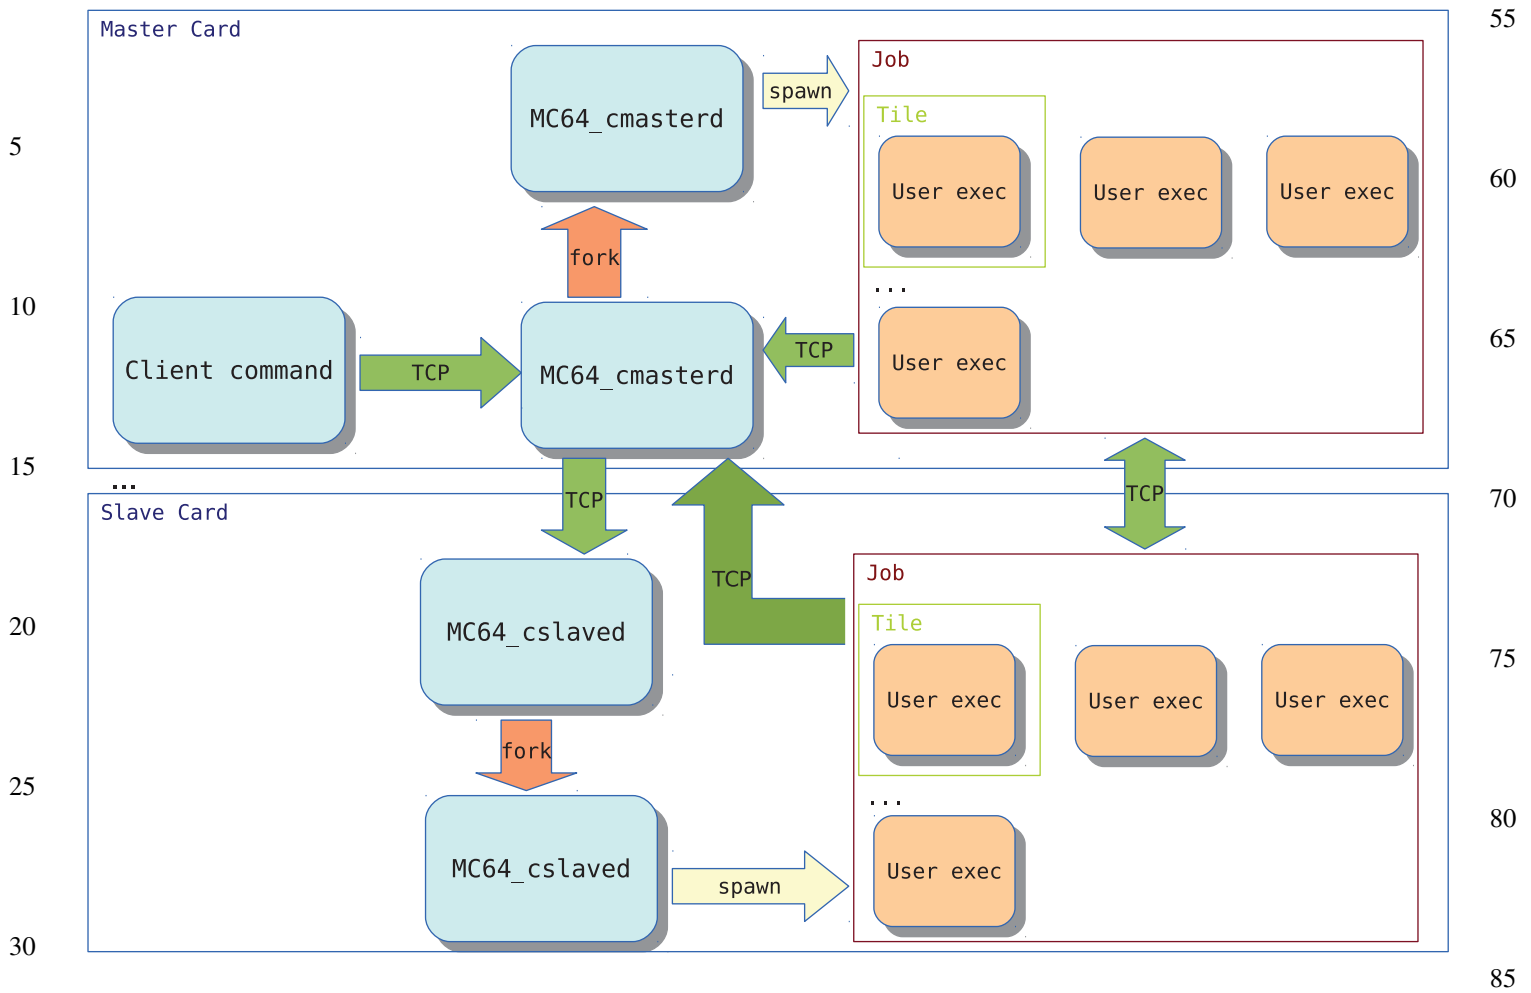 55
Master Card
Job
MC64_cmasterd
spawn
Tile
5
User exec
User exec
User exec
60
fork
...
10
Client command
TCP
MC64_cmasterd
TCP
User exec
65
15
...
TCP
TCP
70
Slave Card
Job
TCP
20
MC64_cslaved
Tile
75
User exec
User exec
User exec
fork
25
...
80
MC64_cslaved
spawn
User exec
30
85